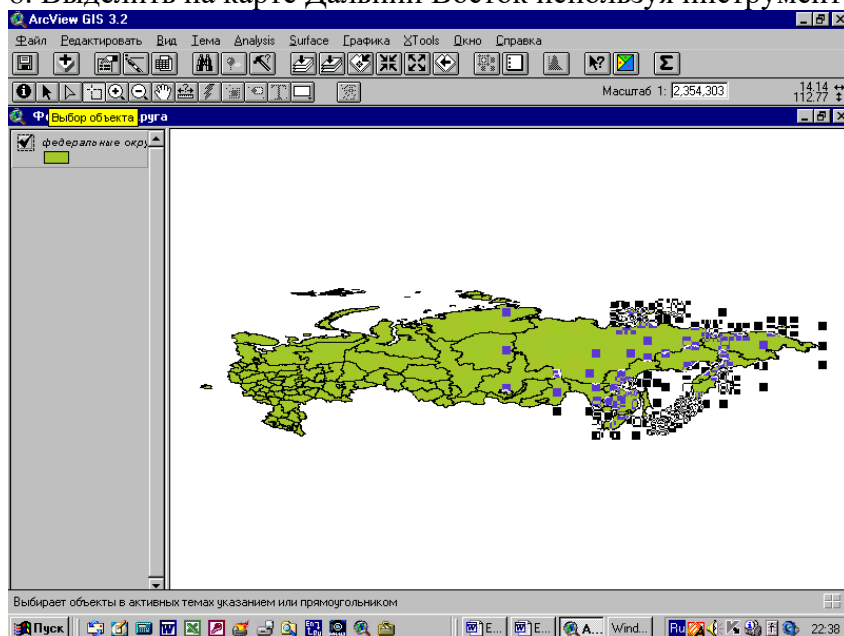 6. Выделить на карте Дальний Восток используя инструмент
ArcView GIS 3.2
Файл Редактировать Вид Тема Analysis Surface Графика XTools Окно Справка
Масштаб 1: 2,354,303
14.14
112.77
Выбор объекта
руга
федеральные окру
Выбирает объекты в активных темах указанием или прямоугольником
Пуск E... E... A... Wind... Ru 22:38